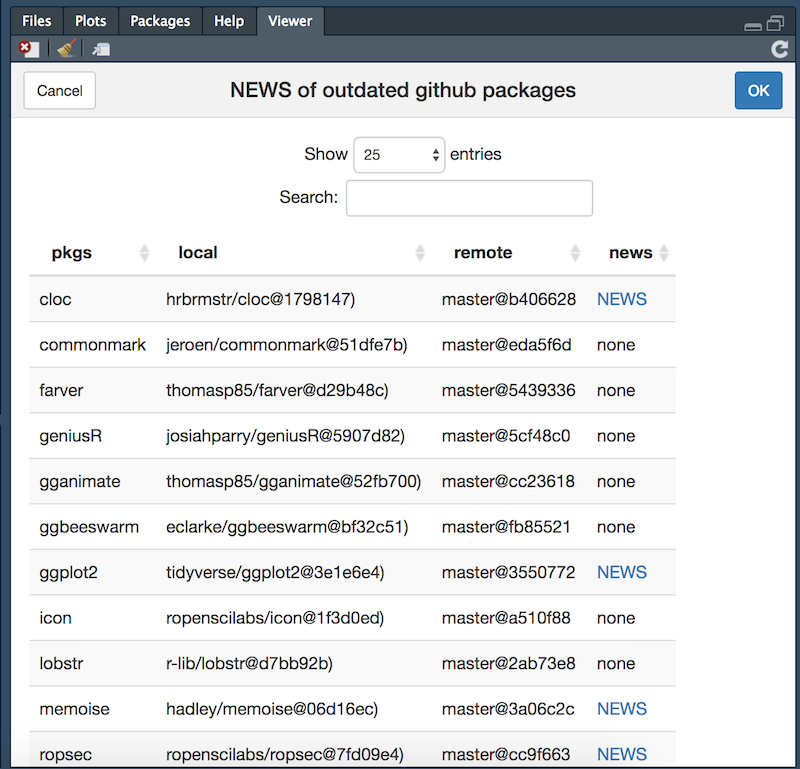 Files Plots Packages Help Viewer
Cancel NEWS of outdated github packages OK
Show 25 entries
Search:
pkgs local remote news
cloc hrbrmstr/cloc@1798147) master@b406628 NEWS
commonmark jeroen/commonmark@51dfe7b) master@eda5f6d none
farver thomasp85/farver@d29b48c) master@5439336 none
geniusR josiahparry/geniusR@5907d82) master@5cf48c0 none
gganimate thomasp85/gganimate@52fb700) master@cc23618 none
ggbeeswarm eclarke/ggbeeswarm@bf32c51) master@fb85521 none
ggplot2 tidyverse/ggplot2@3e1e6e4) master@3550772 NEWS
icon ropenscilabs/icon@1f3d0ed) master@a510f88 none
lobstr r-lib/lobstr@d7bb92b) master@2ab73e8 none
memoise hadley/memoise@06d16ec) master@3a06c2c NEWS
ropsec ropenscilabs/ropsec@7fd09e4) master@cc9f663 NEWS